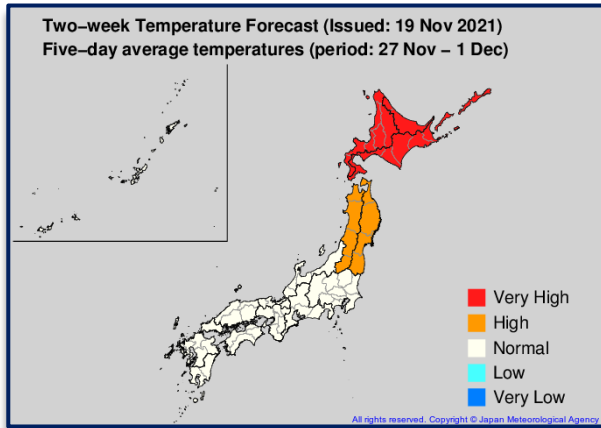 Two-week Temperature Forecast (Issued: 19 Nov 2021)
Five-day average temperatures (period: 27 Nov – 1 Dec)
Very High
High
Normal
Low
Very Low
All rights reserved. Copyright © Japan Meteorological Agency